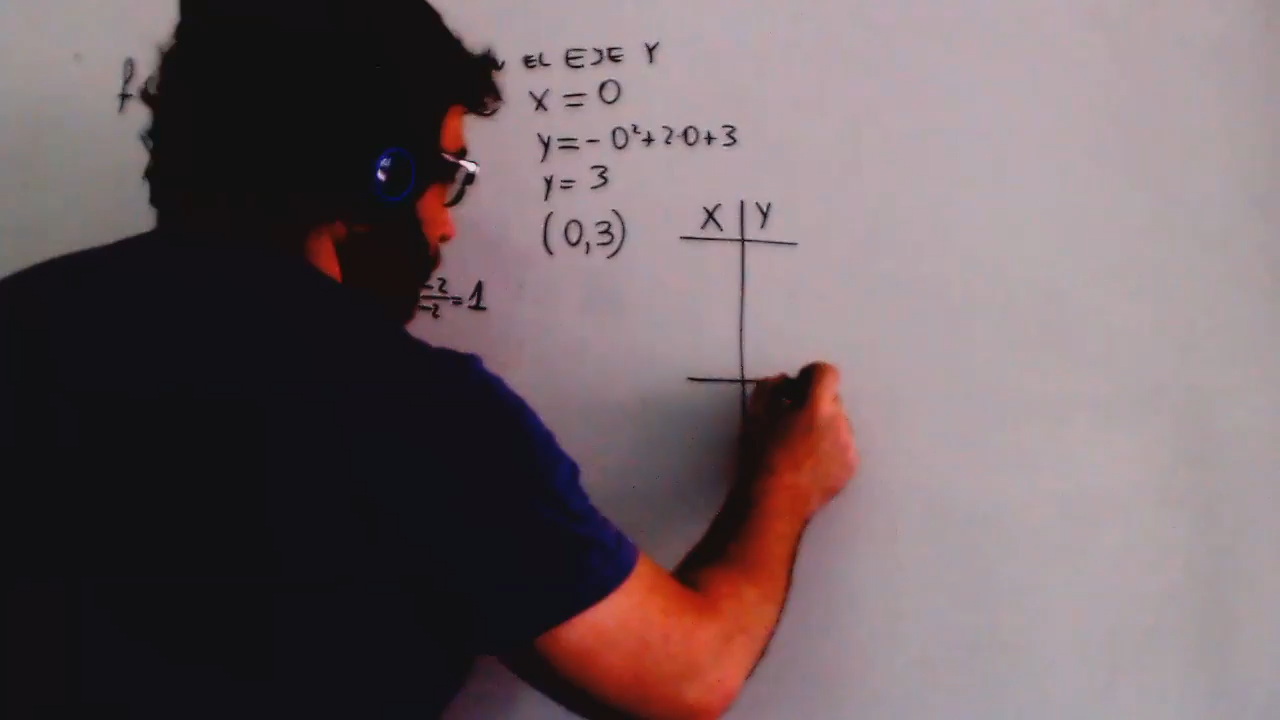 EL EJE Y
X = 0
y = - 0² + 2·0 + 3
y = 3
(0,3)
X Y
-2/-2 = 1